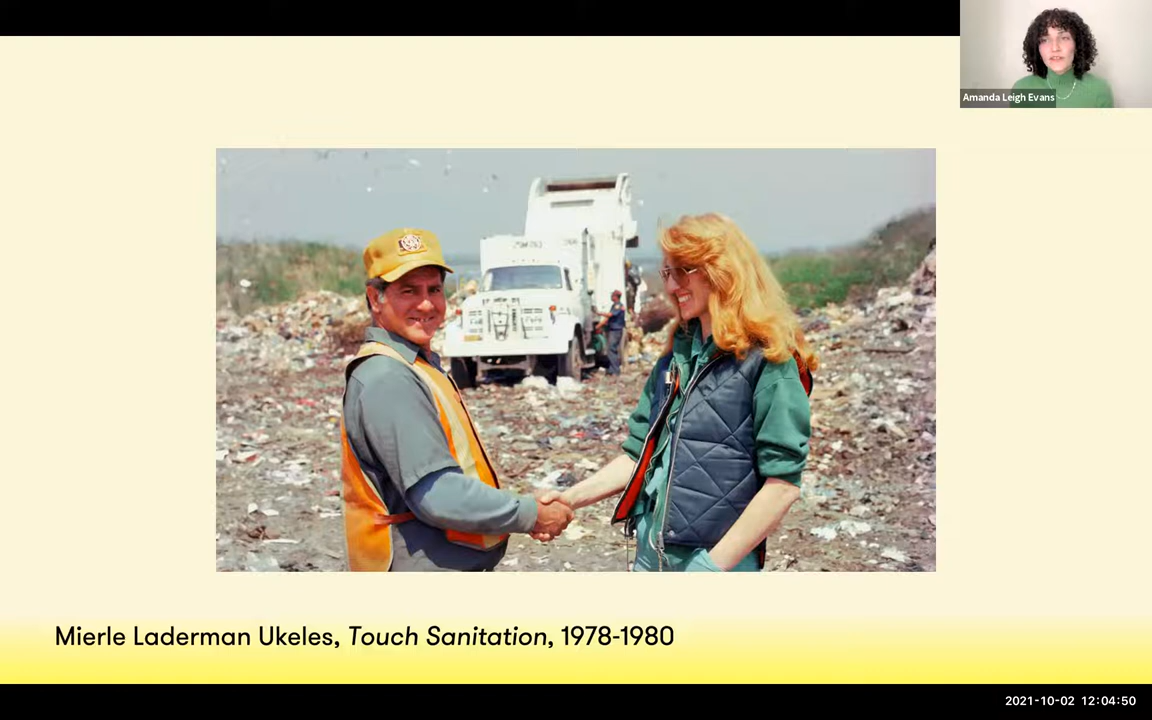 Amanda Leigh Evans
Mierle Laderman Ukeles, Touch Sanitation, 1978-1980
2021-10-02 12:04:50